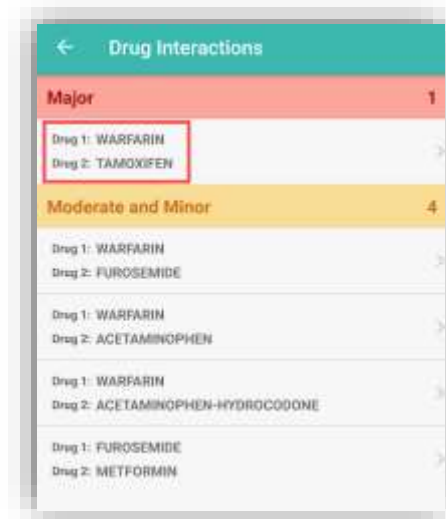 Drug Interactions
Major 1
Drug 1: WARFARIN
Drug 2: TAMOXIFEN
Moderate and Minor 4
Drug 1: WARFARIN
Drug 2: FUROSEMIDE
Drug 1: WARFARIN
Drug 2: ACETAMINOPHEN
Drug 1: WARFARIN
Drug 2: ACETAMINOPHEN-HYDROCODONE
Drug 1: FUROSEMIDE
Drug 2: METFORMIN